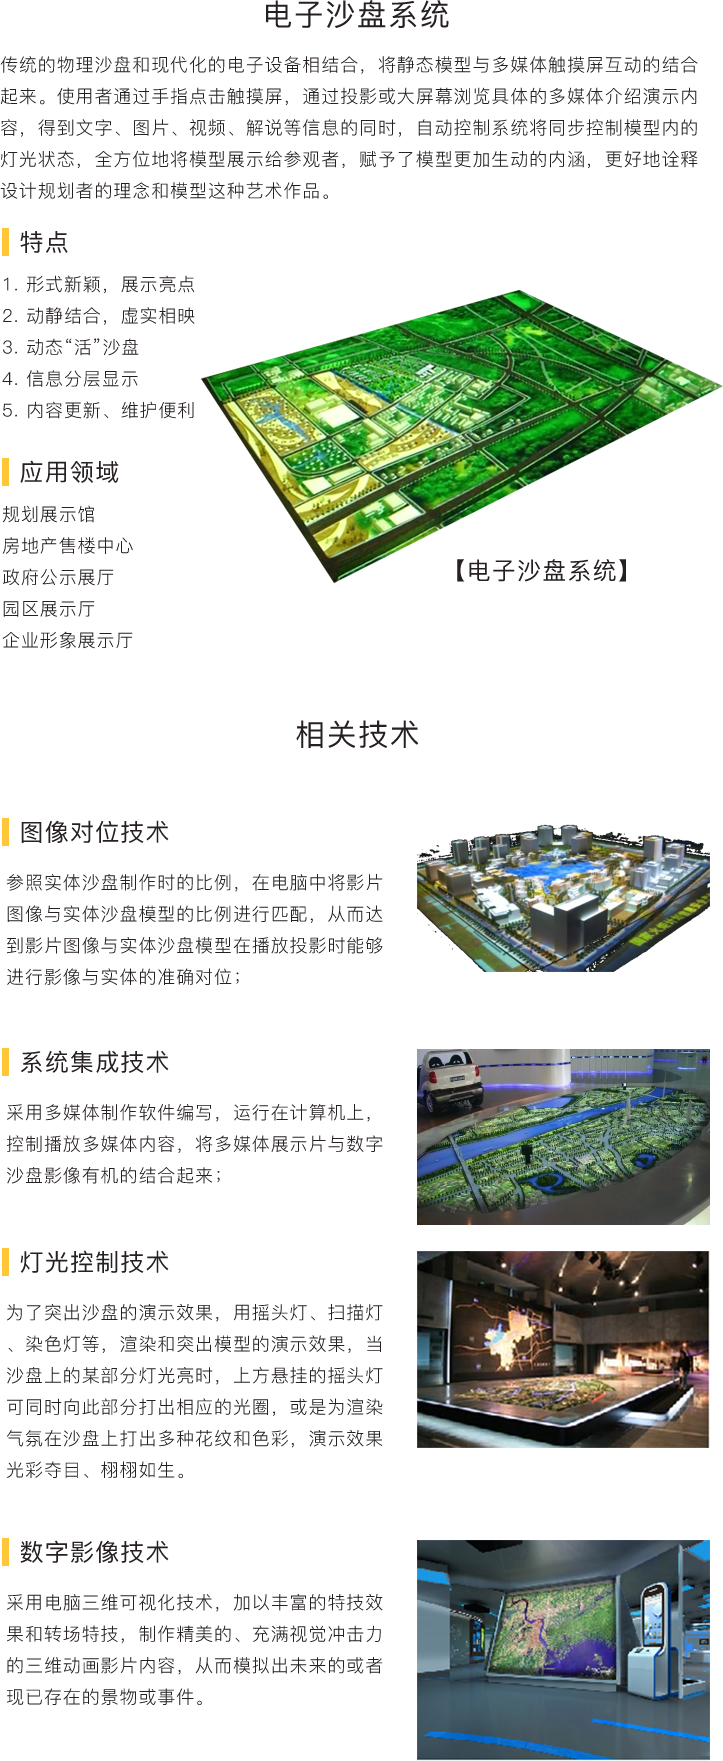 电子沙盘系统
传统的物理沙盘和现代化的电子设备相结合，将静态模型与多媒体触摸屏互动的结合
起来。使用者通过手指点击触摸屏，通过投影或大屏幕浏览具体的多媒体介绍演示内
容，得到文字、图片、视频、解说等信息的同时，自动控制系统将同步控制模型内的
灯光状态，全方位地将模型展示给参观者，赋予了模型更加生动的内涵，更好地诠释
设计规划者的理念和模型这种艺术作品。
特点
1. 形式新颖，展示亮点
2. 动静结合，虚实相映
3. 动态“活”沙盘
4. 信息分层显示
5. 内容更新、维护便利
应用领域
规划展示馆
房地产售楼中心
政府公示展厅
园区展示厅
企业形象展示厅
【电子沙盘系统】
相关技术
图像对位技术
参照实体沙盘制作时的比例，在电脑中将影片
图像与实体沙盘模型的比例进行匹配，从而达
到影片图像与实体沙盘模型在播放投影时能够
进行影像与实体的准确对位；
系统集成技术
采用多媒体制作软件编写，运行在计算机上，
控制播放多媒体内容，将多媒体展示片与数字
沙盘影像有机的结合起来；
灯光控制技术
为了突出沙盘的演示效果，用摇头灯、扫描灯
、染色灯等，渲染和突出模型的演示效果，当
沙盘上的某部分灯光亮时，上方悬挂的摇头灯
可同时向此部分打出相应的光圈，或是为渲染
气氛在沙盘上打出多种花纹和色彩，演示效果
光彩夺目、栩栩如生。
数字影像技术
采用电脑三维可视化技术，加以丰富的特技效
果和转场特技，制作精美的、充满视觉冲击力
的三维动画影片内容，从而模拟出未来的或者
现已存在的景物或事件。